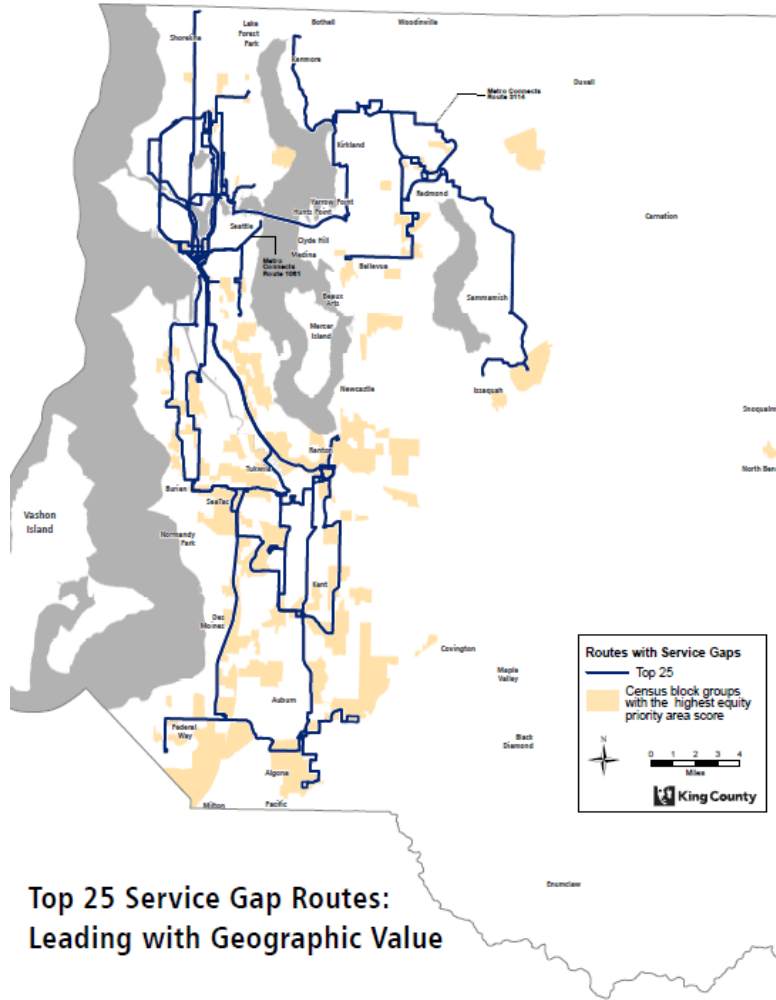 Lake
Forest
Park
Bothell
Woodinville
Shoreline
Kenmore
Duvall
Metro Connects
Route 3114
Kirkland
Redmond
Yarrow Point
Hunts Point
Carnation
Seattle
Clyde Hill
Medina
Metro
Connects
Route 1061
Bellevue
Beaux
Arts
Sammamish
Mercer
Island
Newcastle
Issaquah
Renton
Tukwila
North Ben
Burien
SeaTac
Vashon
Island
Normandy
Park
Kent
Des
Moines
Covington
Maple
Valley
Auburn
Federal
Way
Black
Diamond
Algona
Milton
Pacific
Enumclaw
Routes with Service Gaps
Top 25
Census block groups
with the highest equity
priority area score
N
0 1 2 3 4
Miles
King County
Top 25 Service Gap Routes:
Leading with Geographic Value